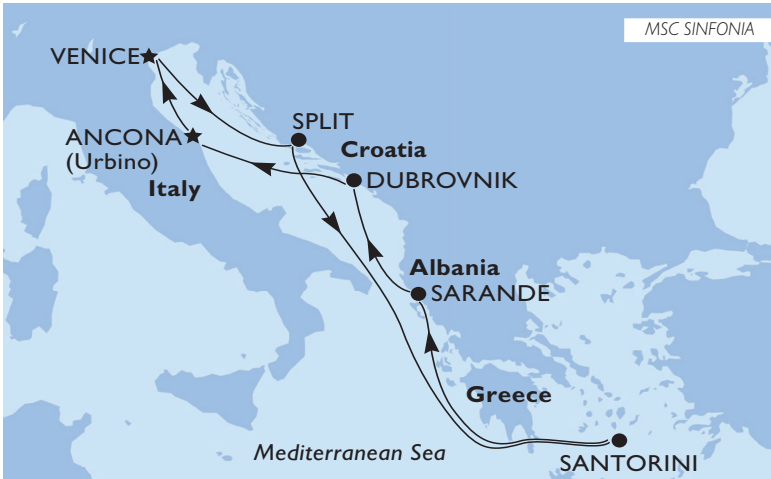 MSC SINFONIA
VENICE
SPLIT
ANCONA
(Urbino)
Croatia
Italy
DUBROVNIK
Albania
SARANDE
Greece
Mediterranean Sea
SANTORINI